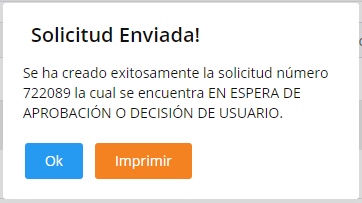 Solicitud Enviada!
Se ha creado exitosamente la solicitud número
722089 la cual se encuentra EN ESPERA DE
APROBACIÓN O DECISIÓN DE USUARIO.
Ok
Imprimir